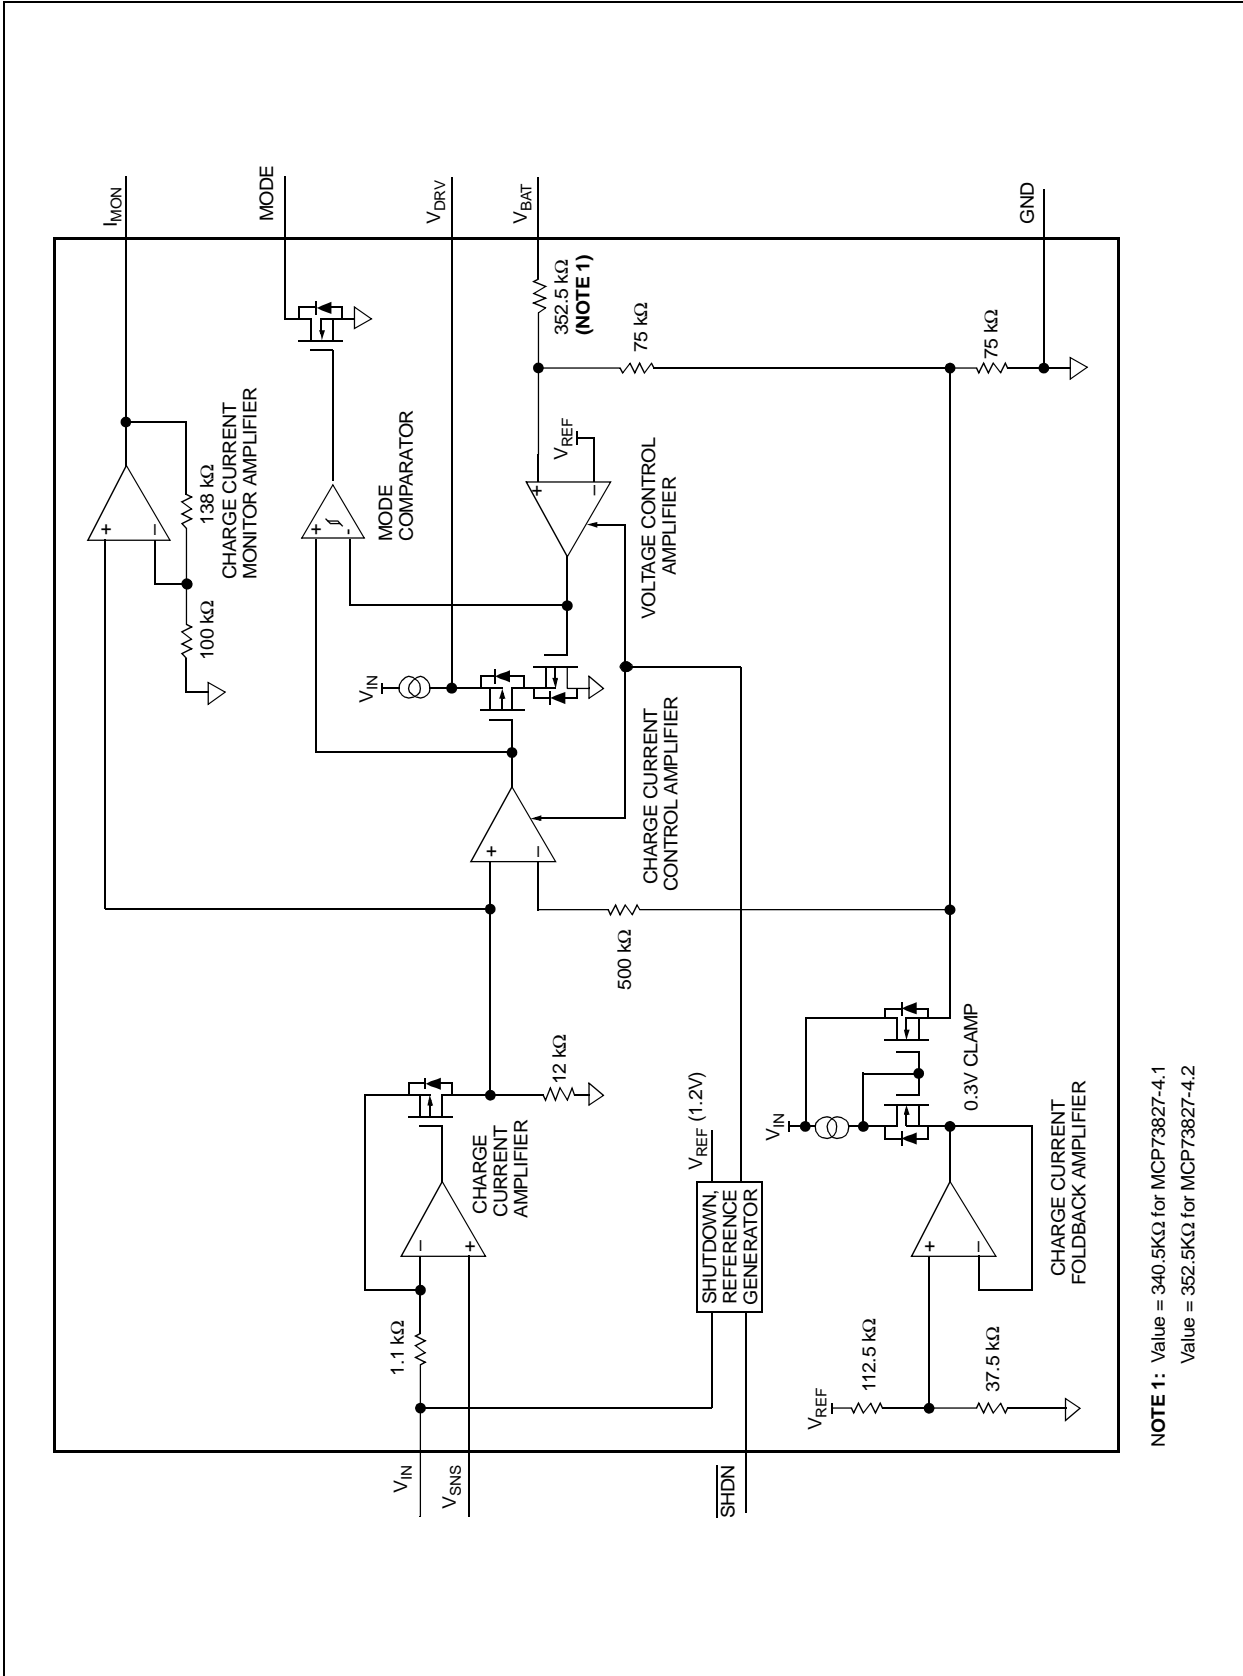 V_IN
V_SNS
SHDN
1.1 kΩ
CHARGE
CURRENT
AMPLIFIER
+
–
12 kΩ
SHUTDOWN,
REFERENCE
GENERATOR
V_REF (1.2V)
V_REF
112.5 kΩ
37.5 kΩ
+
–
CHARGE CURRENT
FOLDBACK AMPLIFIER
V_IN
0.3V CLAMP
500 kΩ
+
–
CHARGE CURRENT
CONTROL AMPLIFIER
V_IN
100 kΩ
138 kΩ
+
–
CHARGE CURRENT
MONITOR AMPLIFIER
+
-
MODE
COMPARATOR
V_REF
+
–
VOLTAGE CONTROL
AMPLIFIER
352.5 kΩ
(NOTE 1)
75 kΩ
75 kΩ
I_MON
MODE
V_DRV
V_BAT
GND
NOTE 1: Value = 340.5KΩ for MCP73827-4.1
Value = 352.5KΩ for MCP73827-4.2